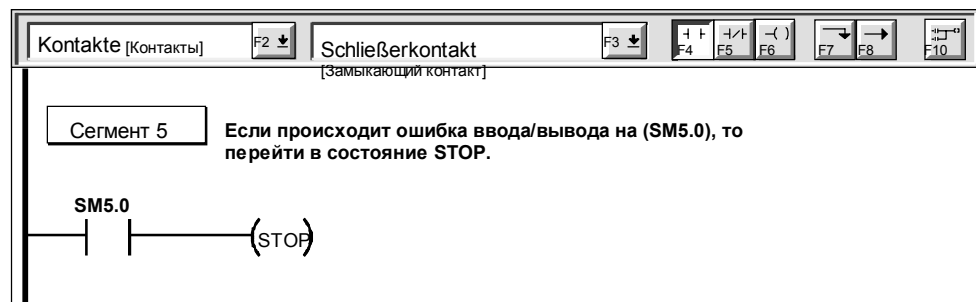 Kontakte [Контакты] F2 Schließerkontakt F3 F4 F5 F6 F7 F8 F10
[Замыкающий контакт]
Сегмент 5
Если происходит ошибка ввода/вывода на (SM5.0), то
перейти в состояние STOP.
SM5.0
STOP